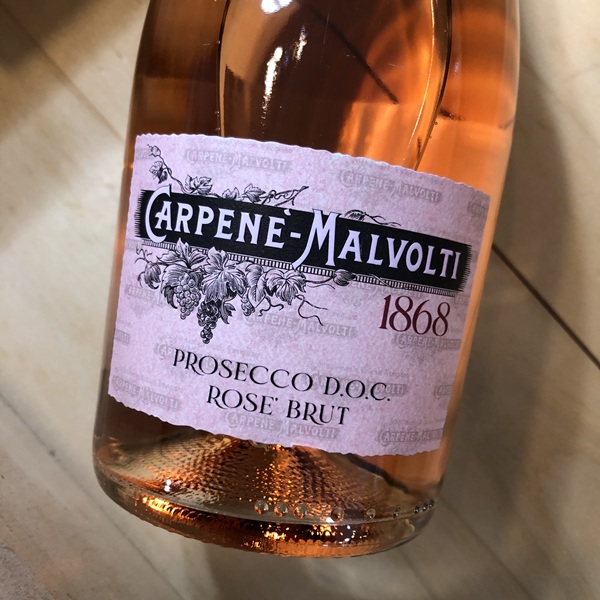 CARPENÈ-MALVOLTI
1868
PROSECCO D.O.C.
ROSE' BRUT